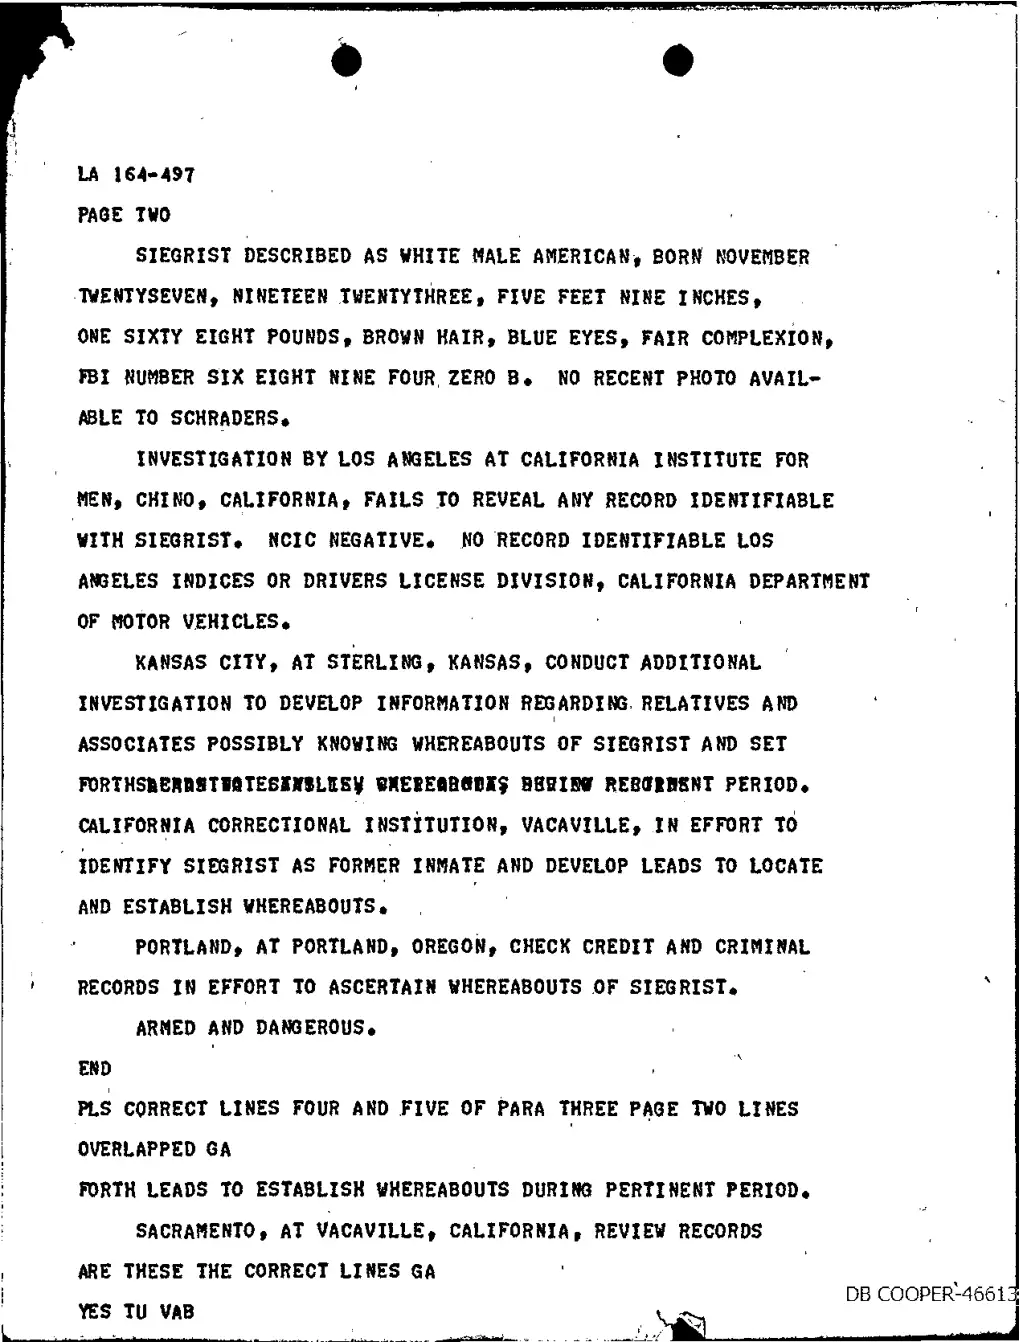 LA 164-497
PAGE TWO
SIEGRIST DESCRIBED AS WHITE MALE AMERICAN, BORN NOVEMBER
TWENTYSEVEN, NINETEEN TWENTYTHREE, FIVE FEET NINE INCHES,
ONE SIXTY EIGHT POUNDS, BROWN HAIR, BLUE EYES, FAIR COMPLEXION,
FBI NUMBER SIX EIGHT NINE FOUR ZERO B. NO RECENT PHOTO AVAIL-
ABLE TO SCHRADERS.
INVESTIGATION BY LOS ANGELES AT CALIFORNIA INSTITUTE FOR
MEN, CHINO, CALIFORNIA, FAILS TO REVEAL ANY RECORD IDENTIFIABLE
WITH SIEGRIST. NCIC NEGATIVE. NO RECORD IDENTIFIABLE LOS
ANGELES INDICES OR DRIVERS LICENSE DIVISION, CALIFORNIA DEPARTMENT
OF MOTOR VEHICLES.
KANSAS CITY, AT STERLING, KANSAS, CONDUCT ADDITIONAL
INVESTIGATION TO DEVELOP INFORMATION REGARDING RELATIVES AND
ASSOCIATES POSSIBLY KNOWING WHEREABOUTS OF SIEGRIST AND SET
PERIOD.
CALIFORNIA CORRECTIONAL INSTITUTION, VACAVILLE, IN EFFORT TO
IDENTIFY SIEGRIST AS FORMER INMATE AND DEVELOP LEADS TO LOCATE
AND ESTABLISH WHEREABOUTS.
PORTLAND, AT PORTLAND, OREGON, CHECK CREDIT AND CRIMINAL
RECORDS IN EFFORT TO ASCERTAIN WHEREABOUTS OF SIEGRIST.
ARMED AND DANGEROUS.
END
PLS CORRECT LINES FOUR AND FIVE OF PARA THREE PAGE TWO LINES
OVERLAPPED GA
FORTH LEADS TO ESTABLISH WHEREABOUTS DURING PERTINENT PERIOD.
SACRAMENTO, AT VACAVILLE, CALIFORNIA, REVIEW RECORDS
ARE THESE THE CORRECT LINES GA
YES TU VAB
DB COOPER-46613